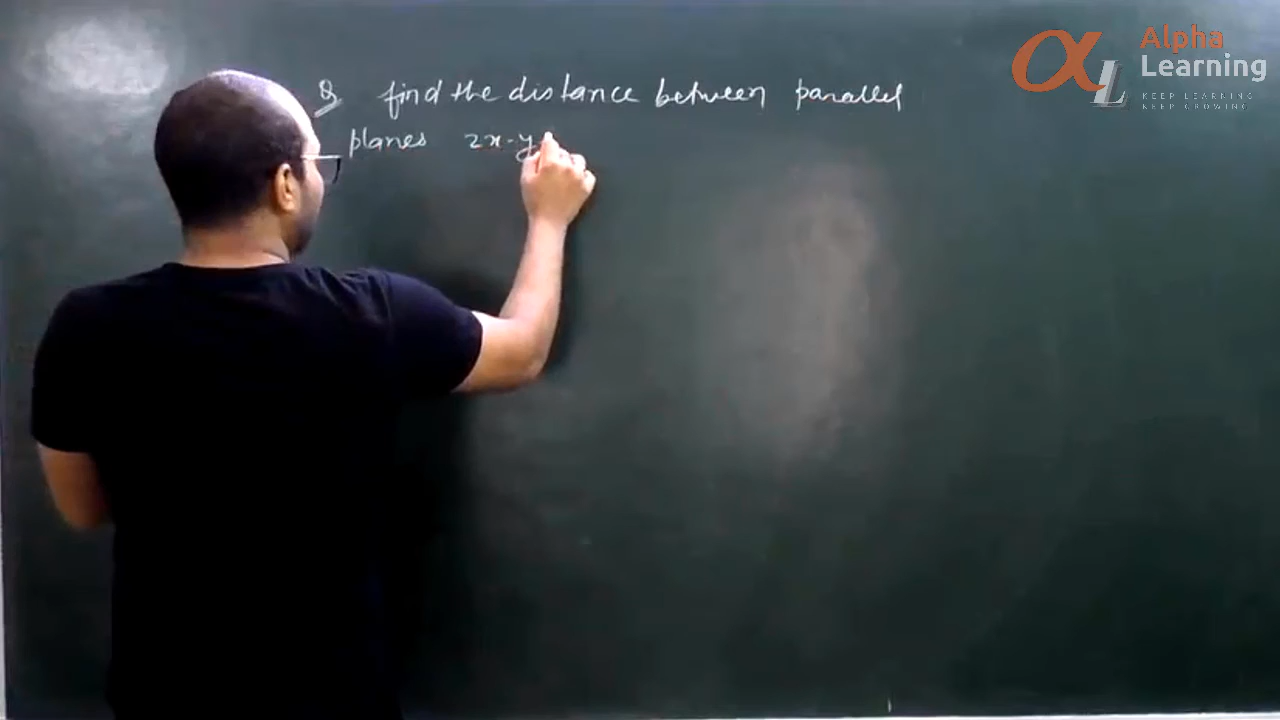 Q find the distance between parallel
planes 2x-y
Alpha
Learning
KEEP LEARNING
KEEP GROWING